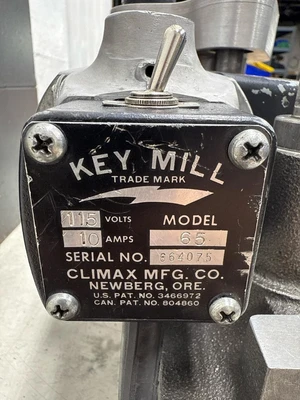 KEY MILL
TRADE MARK
115 VOLTS MODEL
10 AMPS 65
SERIAL NO. 864075
CLIMAX MFG. CO.
NEWBERG, ORE.
U.S. PAT. NO. 3466972
CAN. PAT. NO. 804860